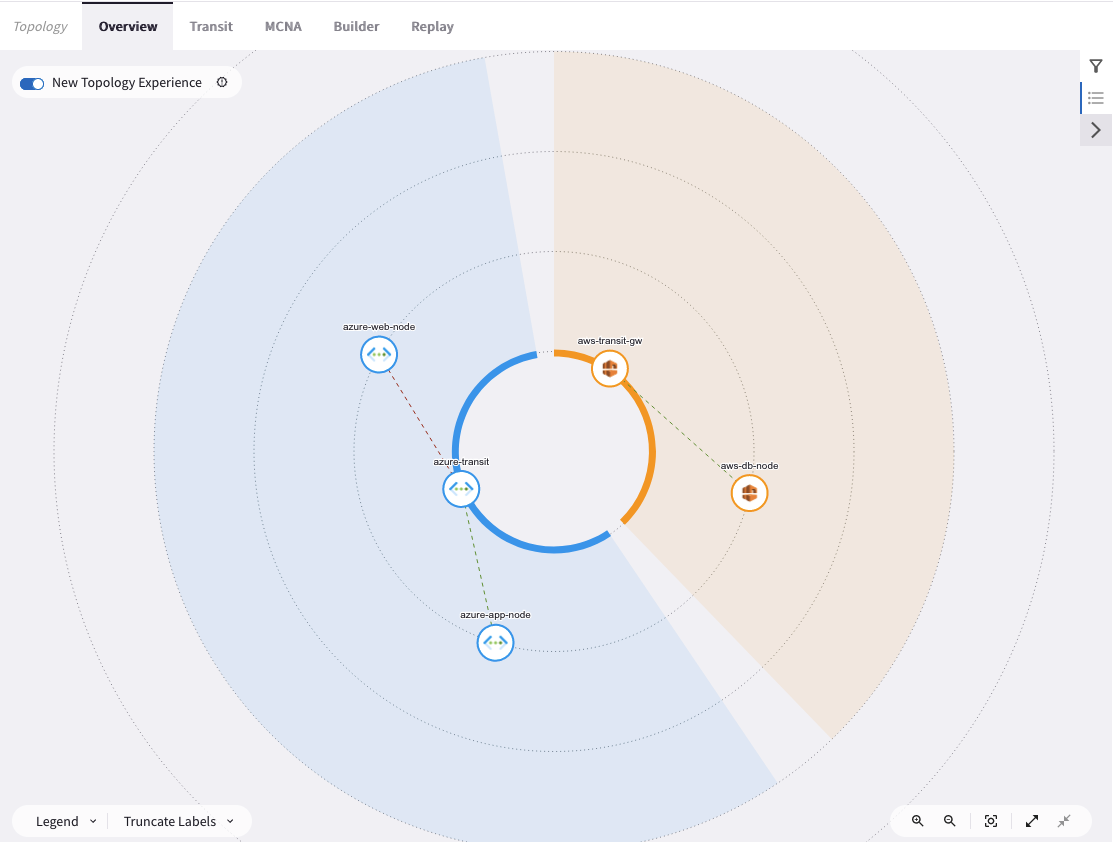 Topology Overview Transit MCNA Builder Replay
New Topology Experience
azure-web-node
aws-transit-gw
azure-transit
aws-db-node
azure-app-node
Legend Truncate Labels